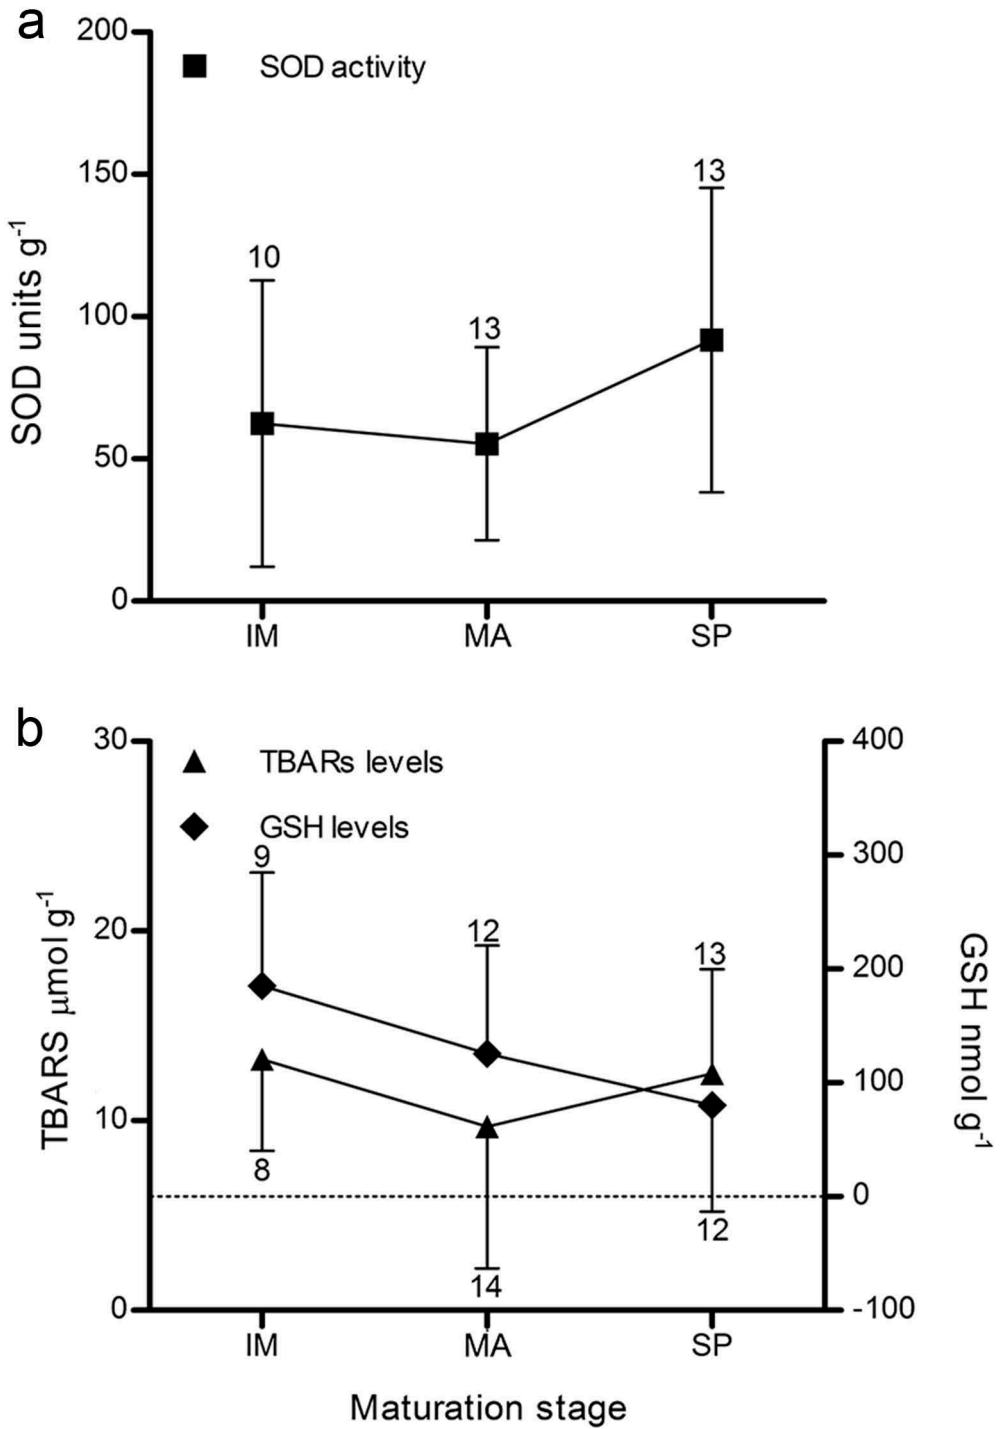 a
200
SOD activity
150
13
10
SOD units g-1
100
13
50
0
IM MA SP
b
30
400
TBARs levels
GSH levels
9
300
20
12
13
200
TBARS μmol g-1
GSH nmol g-1
100
10
8
0
12
14
0
-100
IM MA SP
Maturation stage